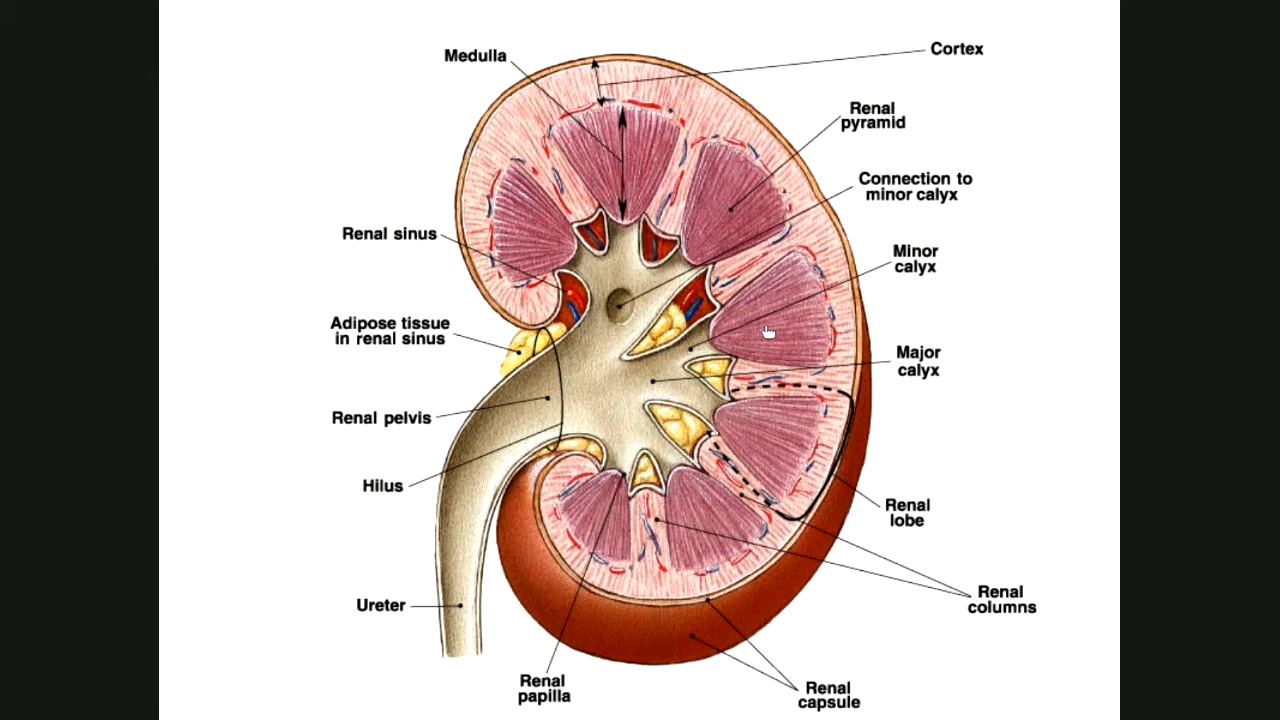 Medulla
Cortex
Renal
pyramid
Connection to
minor calyx
Renal sinus
Minor
calyx
Adipose tissue
in renal sinus
Major
calyx
Renal pelvis
Hilus
Renal
lobe
Ureter
Renal
columns
Renal
papilla
Renal
capsule